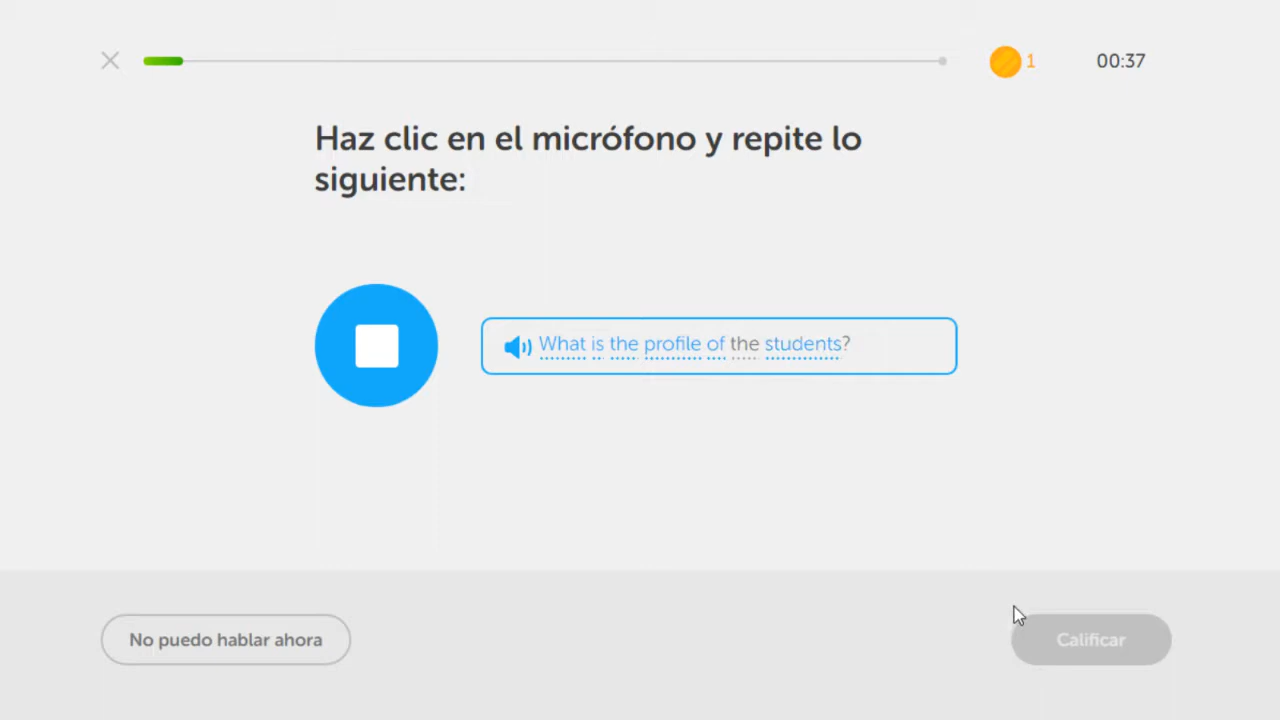 1 00:37
Haz clic en el micrófono y repite lo
siguiente:
What is the profile of the students?
No puedo hablar ahora
Calificar